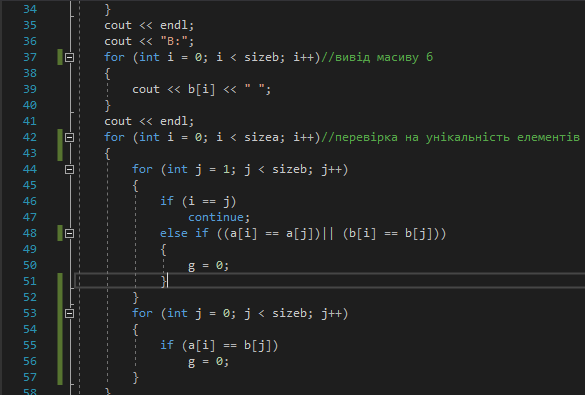 34 }
35 cout << endl;
36 cout << "B:";
37 for (int i = 0; i < sizeb; i++)//вивід масиву б
38 {
39 cout << b[i] << " ";
40 }
41 cout << endl;
42 for (int i = 0; i < sizea; i++)//перевірка на унікальність елементів
43 {
44 for (int j = 1; j < sizeb; j++)
45 {
46 if (i == j)
47 continue;
48 else if ((a[i] == a[j])|| (b[i] == b[j]))
49 {
50 g = 0;
51 }
52 }
53 for (int j = 0; j < sizeb; j++)
54 {
55 if (a[i] == b[j])
56 g = 0;
57 }
58 }